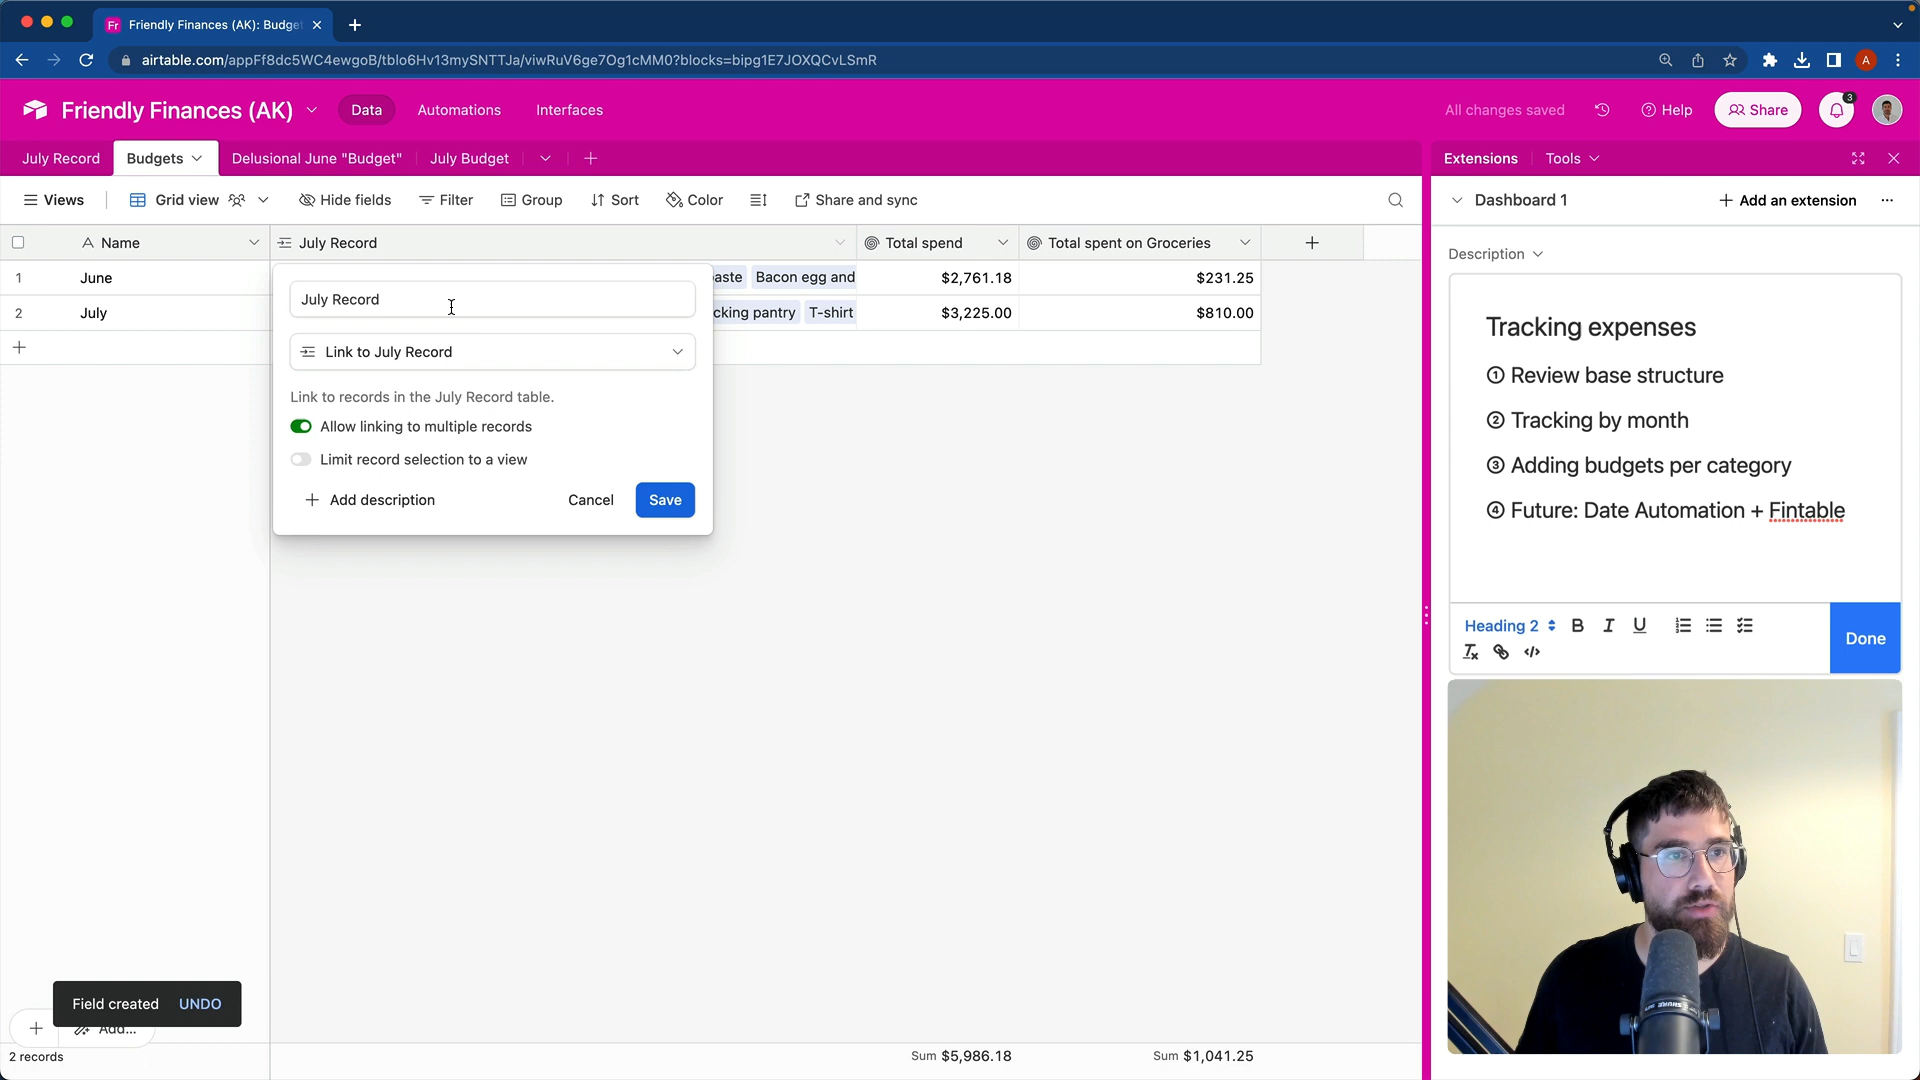 Fr Friendly Finances (AK): Budge
airtable.com/appFf8dc5WC4ewgoB/tblo6Hv13mySNTTJa/viwRuV6ge7Og1cMM0?blocks=bipg1E7JOXQCvLSmR
A
Friendly Finances (AK)
Data
Automations
Interfaces
All changes saved
Help
Share
3
July Record
Budgets
Delusional June "Budget"
July Budget
Extensions
Tools
Views
Grid view
Hide fields
Filter
Group
Sort
Color
Share and sync
Dashboard 1
Add an extension
A Name
July Record
Total spend
Total spent on Groceries
Description
1 June aste Bacon egg and $2,761.18 $231.25
2 July cking pantry T-shirt $3,225.00 $810.00
July Record
Link to July Record
Link to records in the July Record table.
Allow linking to multiple records
Limit record selection to a view
Add description
Cancel
Save
Tracking expenses
① Review base structure
② Tracking by month
③ Adding budgets per category
④ Future: Date Automation + Fintable
Heading 2 B I U
Done
Field created UNDO
Add...
2 records
Sum $5,986.18
Sum $1,041.25